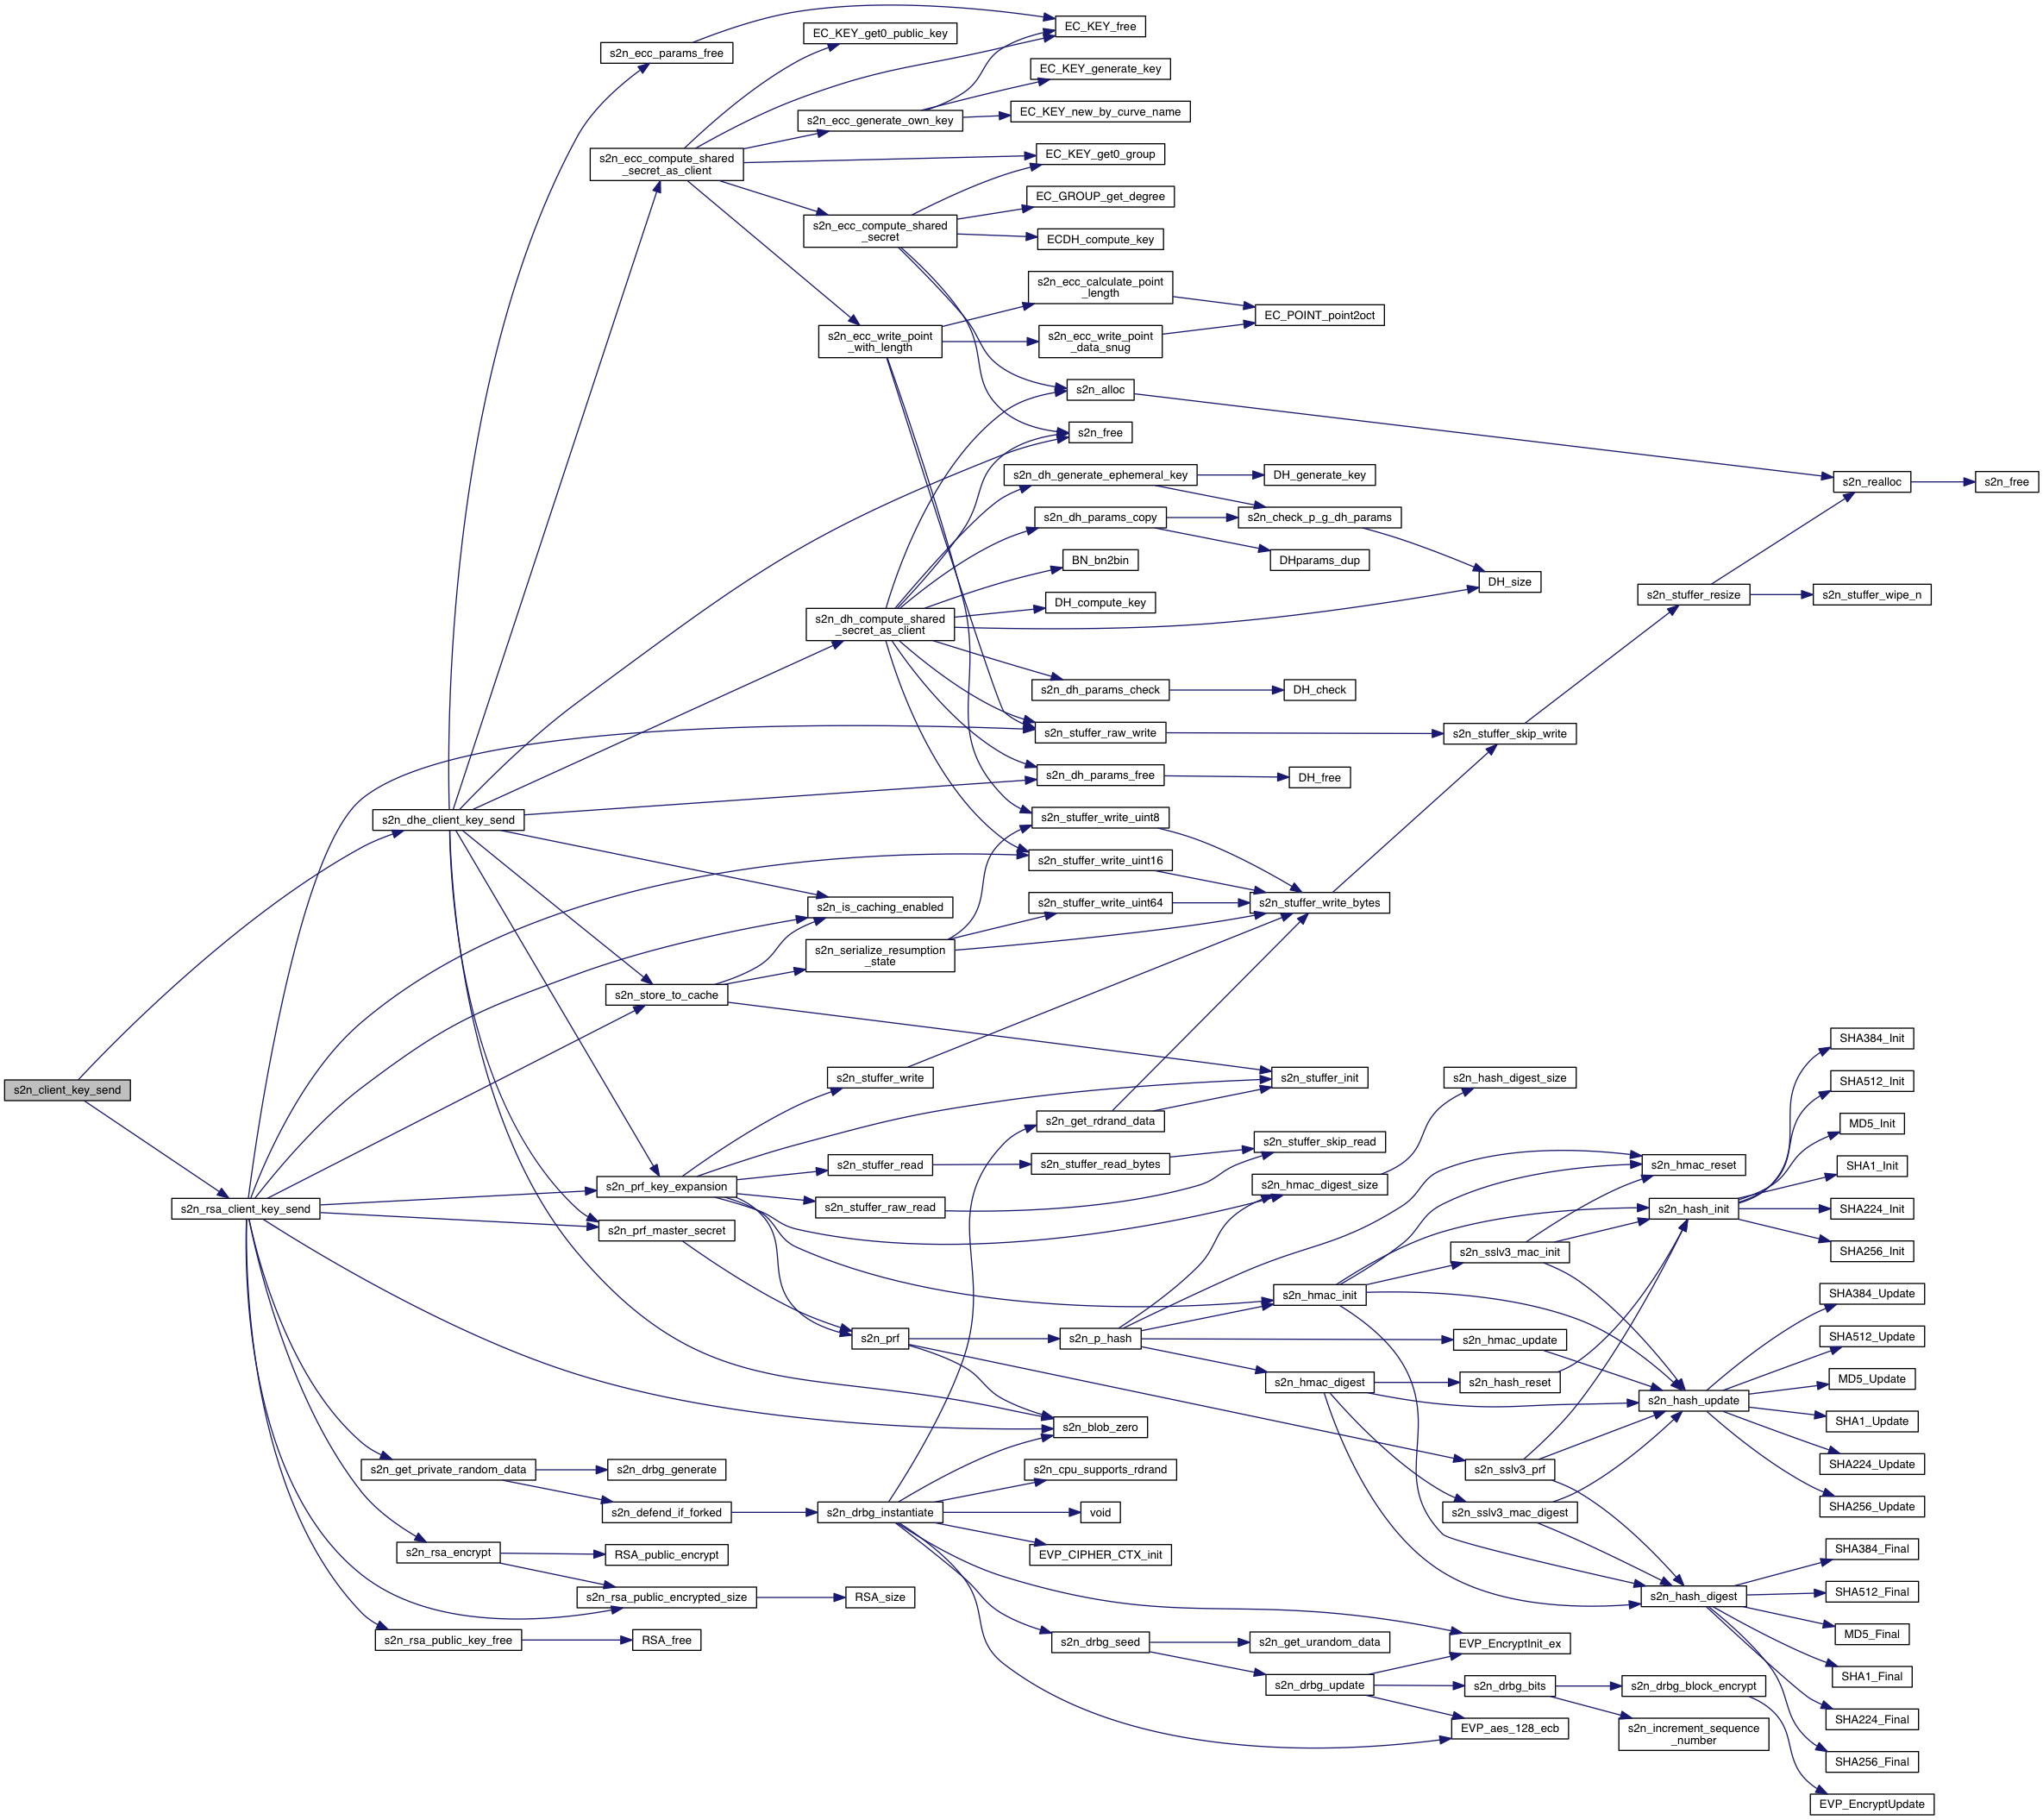 s2n_client_key_send
s2n_dhe_client_key_send
s2n_rsa_client_key_send
s2n_ecc_params_free
s2n_ecc_compute_shared
_secret_as_client
s2n_store_to_cache
s2n_prf_key_expansion
s2n_prf_master_secret
s2n_get_private_random_data
s2n_rsa_encrypt
s2n_rsa_public_key_free
s2n_drbg_generate
s2n_defend_if_forked
RSA_public_encrypt
s2n_rsa_public_encrypted_size
RSA_free
EC_KEY_get0_public_key
s2n_ecc_generate_own_key
s2n_ecc_compute_shared
_secret
s2n_ecc_write_point
_with_length
s2n_dh_compute_shared
_secret_as_client
s2n_is_caching_enabled
s2n_serialize_resumption
_state
s2n_stuffer_write
s2n_stuffer_read
s2n_stuffer_raw_read
s2n_prf
s2n_drbg_instantiate
RSA_size
EC_KEY_free
EC_KEY_generate_key
EC_KEY_new_by_curve_name
EC_KEY_get0_group
EC_GROUP_get_degree
ECDH_compute_key
s2n_ecc_calculate_point
_length
s2n_ecc_write_point
_data_snug
s2n_alloc
s2n_free
s2n_dh_generate_ephemeral_key
s2n_dh_params_copy
BN_bn2bin
DH_compute_key
s2n_dh_params_check
s2n_stuffer_raw_write
s2n_dh_params_free
s2n_stuffer_write_uint8
s2n_stuffer_write_uint16
s2n_stuffer_write_uint64
s2n_get_rdrand_data
s2n_stuffer_read_bytes
s2n_p_hash
s2n_blob_zero
s2n_cpu_supports_rdrand
void
EVP_CIPHER_CTX_init
s2n_drbg_seed
EC_POINT_point2oct
DH_generate_key
s2n_check_p_g_dh_params
DHparams_dup
DH_check
DH_free
s2n_stuffer_write_bytes
s2n_stuffer_init
s2n_stuffer_skip_read
s2n_hmac_digest_size
s2n_hmac_init
s2n_hmac_digest
s2n_get_urandom_data
s2n_drbg_update
DH_size
s2n_stuffer_skip_write
s2n_hash_digest_size
s2n_sslv3_mac_init
s2n_hmac_update
s2n_hash_reset
s2n_sslv3_prf
s2n_sslv3_mac_digest
EVP_EncryptInit_ex
s2n_drbg_bits
EVP_aes_128_ecb
s2n_stuffer_resize
s2n_hmac_reset
s2n_hash_init
s2n_hash_update
s2n_hash_digest
s2n_drbg_block_encrypt
s2n_increment_sequence
_number
s2n_realloc
s2n_stuffer_wipe_n
SHA384_Init
SHA512_Init
MD5_Init
SHA1_Init
SHA224_Init
SHA256_Init
SHA384_Update
SHA512_Update
MD5_Update
SHA1_Update
SHA224_Update
SHA256_Update
SHA384_Final
SHA512_Final
MD5_Final
SHA1_Final
SHA224_Final
SHA256_Final
EVP_EncryptUpdate
s2n_free